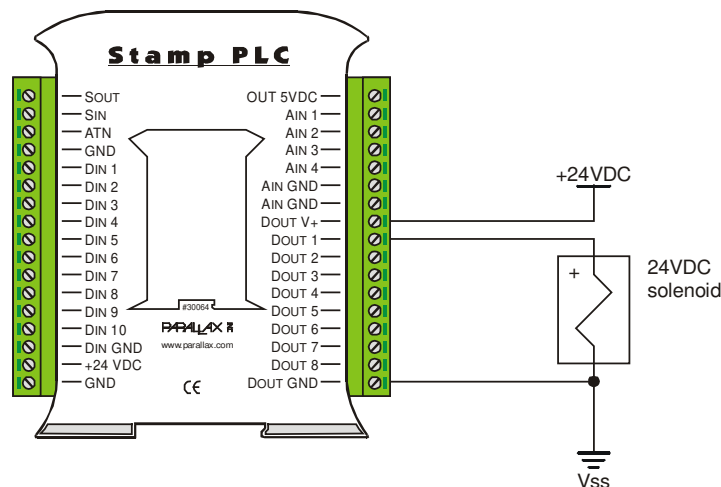 Stamp PLC
SOUT
SIN
ATN
GND
DIN 1
DIN 2
DIN 3
DIN 4
DIN 5
DIN 6
DIN 7
DIN 8
DIN 9
DIN 10
DIN GND
+24 VDC
GND
OUT 5VDC
AIN 1
AIN 2
AIN 3
AIN 4
AIN GND
AIN GND
DOUT V+
DOUT 1
DOUT 2
DOUT 3
DOUT 4
DOUT 5
DOUT 6
DOUT 7
DOUT 8
DOUT GND
#30064
PARALLAX
www.parallax.com
CE
+24VDC
+
24VDC
solenoid
Vss